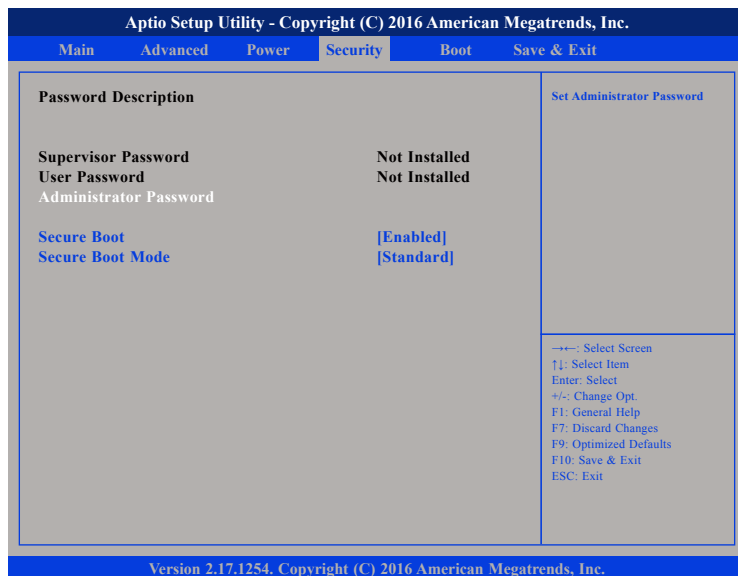 Aptio Setup Utility - Copyright (C) 2016 American Megatrends, Inc.
Main Advanced Power Security Boot Save & Exit
Password Description
Set Administrator Password
Supervisor Password Not Installed
User Password Not Installed
Administrator Password
Secure Boot [Enabled]
Secure Boot Mode [Standard]
→←: Select Screen
↑↓: Select Item
Enter: Select
+/-: Change Opt.
F1: General Help
F7: Discard Changes
F9: Optimized Defaults
F10: Save & Exit
ESC: Exit
Version 2.17.1254. Copyright (C) 2016 American Megatrends, Inc.